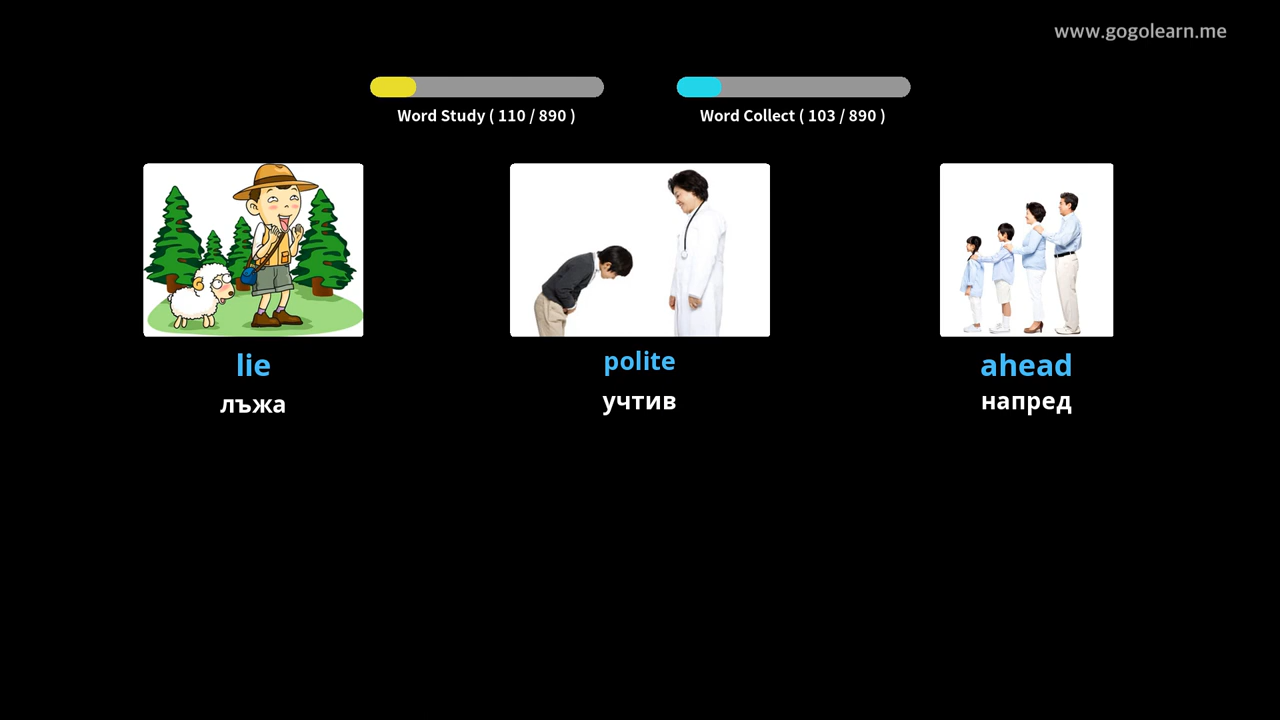 www.gogolearn.me
Word Study ( 110 / 890 )
Word Collect ( 103 / 890 )
lie
лъжа
polite
учтив
ahead
напред